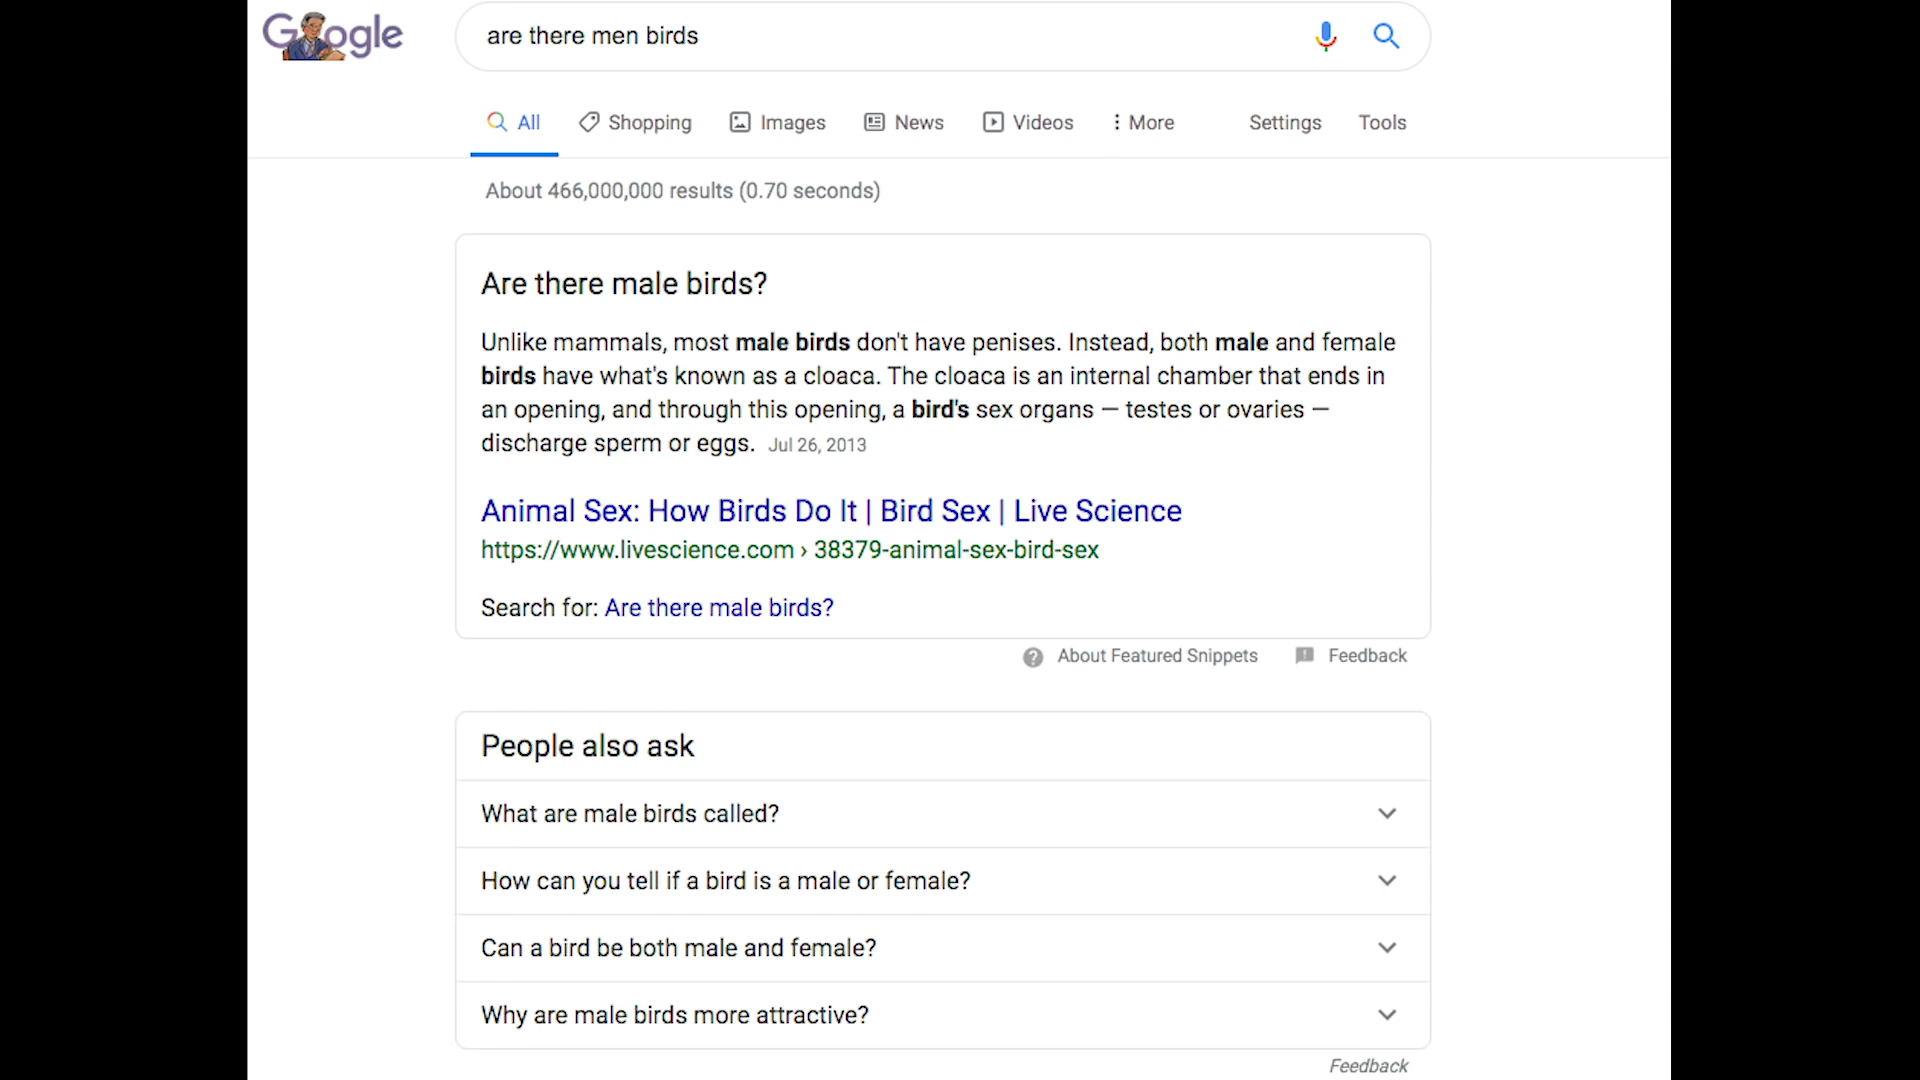 Google
are there men birds
All
Shopping
Images
News
Videos
More
Settings
Tools
About 466,000,000 results (0.70 seconds)
Are there male birds?
Unlike mammals, most male birds don't have penises. Instead, both male and female
birds have what's known as a cloaca. The cloaca is an internal chamber that ends in
an opening, and through this opening, a bird's sex organs — testes or ovaries —
discharge sperm or eggs. Jul 26, 2013
Animal Sex: How Birds Do It | Bird Sex | Live Science
https://www.livescience.com › 38379-animal-sex-bird-sex
Search for: Are there male birds?
About Featured Snippets
Feedback
People also ask
What are male birds called?
How can you tell if a bird is a male or female?
Can a bird be both male and female?
Why are male birds more attractive?
Feedback